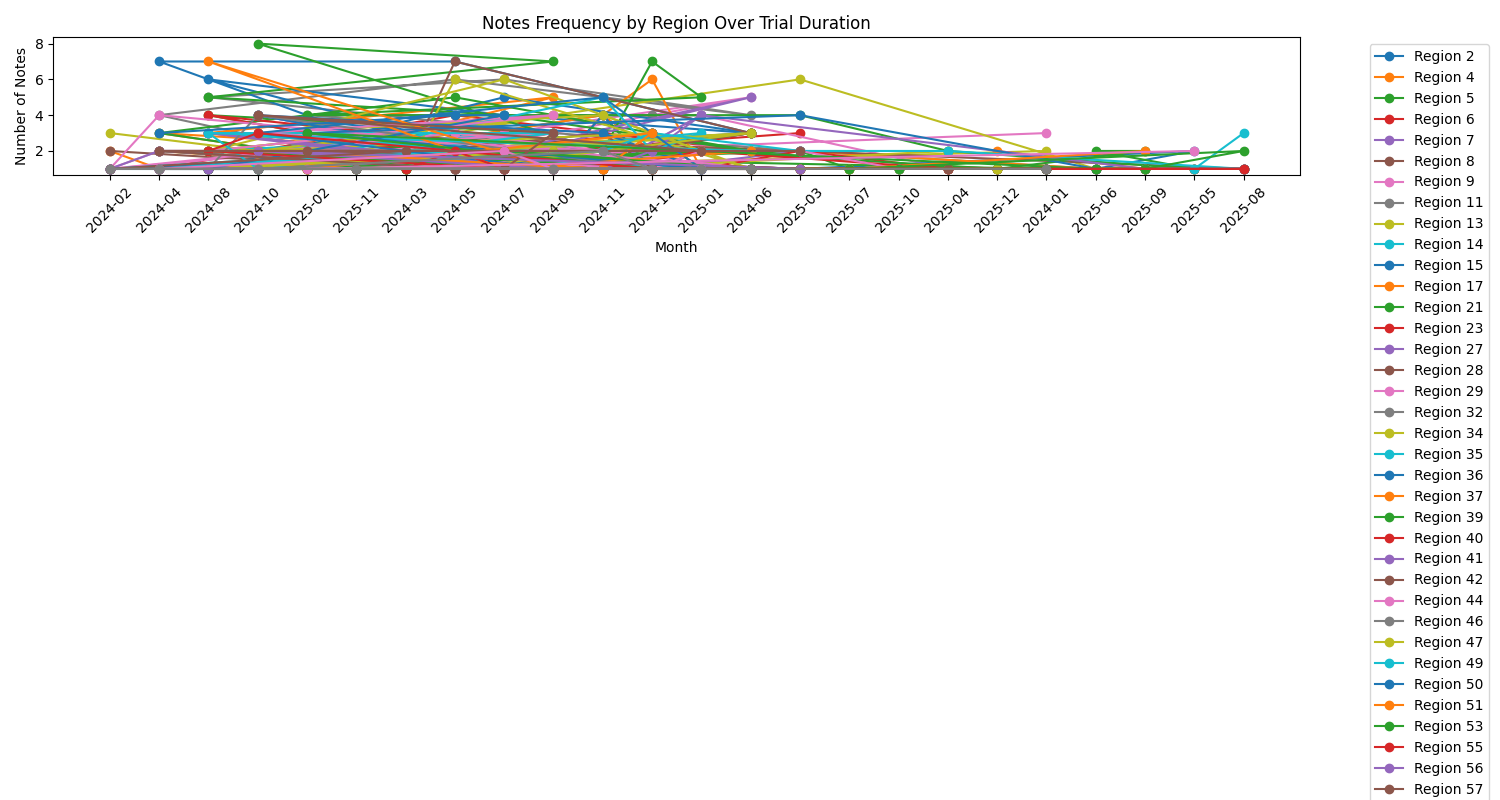 Notes Frequency by Region Over Trial Duration
Number of Notes
8
6
4
2
2024-02
2024-04
2024-08
2024-10
2025-02
2025-11
2024-03
2024-05
2024-07
2024-09
2024-11
2024-12
2025-01
2024-06
2025-03
2025-07
2025-10
2025-04
2025-12
2024-01
2025-06
2025-09
2025-05
2025-08
Month
Region 2
Region 4
Region 5
Region 6
Region 7
Region 8
Region 9
Region 11
Region 13
Region 14
Region 15
Region 17
Region 21
Region 23
Region 27
Region 28
Region 29
Region 32
Region 34
Region 35
Region 36
Region 37
Region 39
Region 40
Region 41
Region 42
Region 44
Region 46
Region 47
Region 49
Region 50
Region 51
Region 53
Region 55
Region 56
Region 57